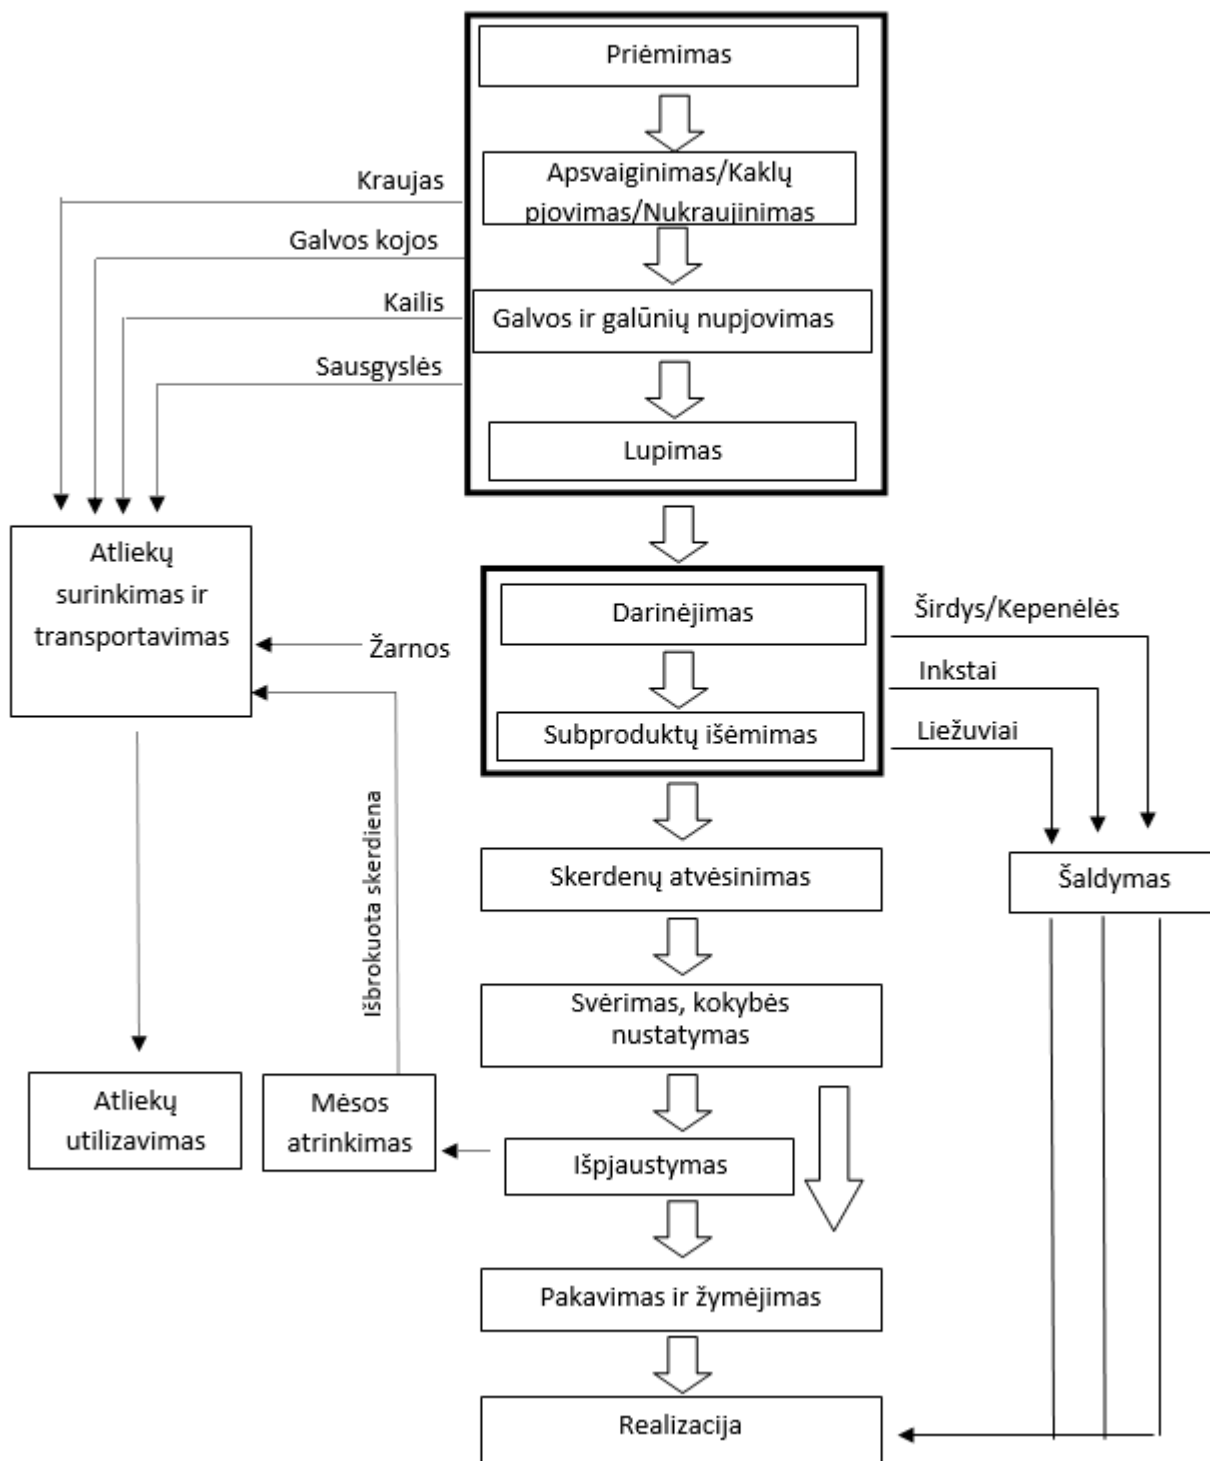 Priėmimas
Apsvaiginimas/Kaklų
pjovimas/Nukraujinimas
Kraujas
Galvos kojos
Galvos ir galūnių nupjovimas
Kailis
Sausgyslės
Lupimas
Atliekų
surinkimas ir
transportavimas
Darinėjimas
Širdys/Kepenėlės
Žarnos
Inkstai
Subproduktų išėmimas
Liežuviai
Skerdenų atvėsinimas
Šaldymas
Išbrokuota skerdiena
Svėrimas, kokybės
nustatymas
Atliekų
utilizavimas
Mėsos
atrinkimas
Išpjaustymas
Pakavimas ir žymėjimas
Realizacija